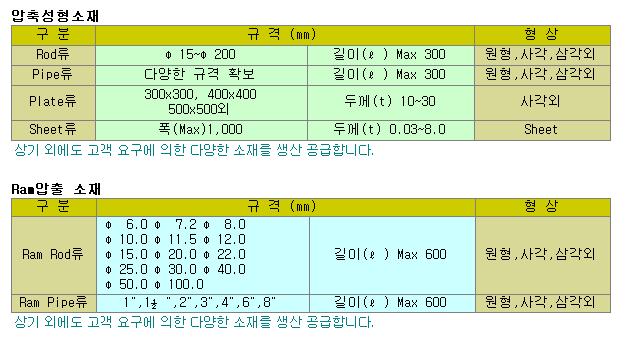 압축성형소재
구 분 규 격 (mm) 형 상
Rod류 Φ 15~Φ 200 길이(ℓ ) Max 300 원형,사각,삼각외
Pipe류 다양한 규격 확보 길이(ℓ ) Max 300 원형,사각,삼각외
Plate류 300x300, 400x400 두께(t) 10~30 사각외
500x500외
Sheet류 폭(Max)1,000 두께(t) 0.03~8.0 Sheet
상기 외에도 고객 요구에 의한 다양한 소재를 생산 공급합니다.
Ram압출 소재
구 분 규 격 (mm) 형 상
Φ 6.0 Φ 7.2 Φ 8.0
Φ 10.0 Φ 11.5 Φ 12.0
Ram Rod류 Φ 15.0 Φ 20.0 Φ 22.0 길이(ℓ ) Max 600 원형,사각,삼각외
Φ 25.0 Φ 30.0 Φ 40.0
Φ 50.0 Φ 100.0
Ram Pipe류 1",1½ ",2",3",4",6",8" 길이(ℓ ) Max 600 원형,사각,삼각외
상기 외에도 고객 요구에 의한 다양한 소재를 생산 공급합니다.